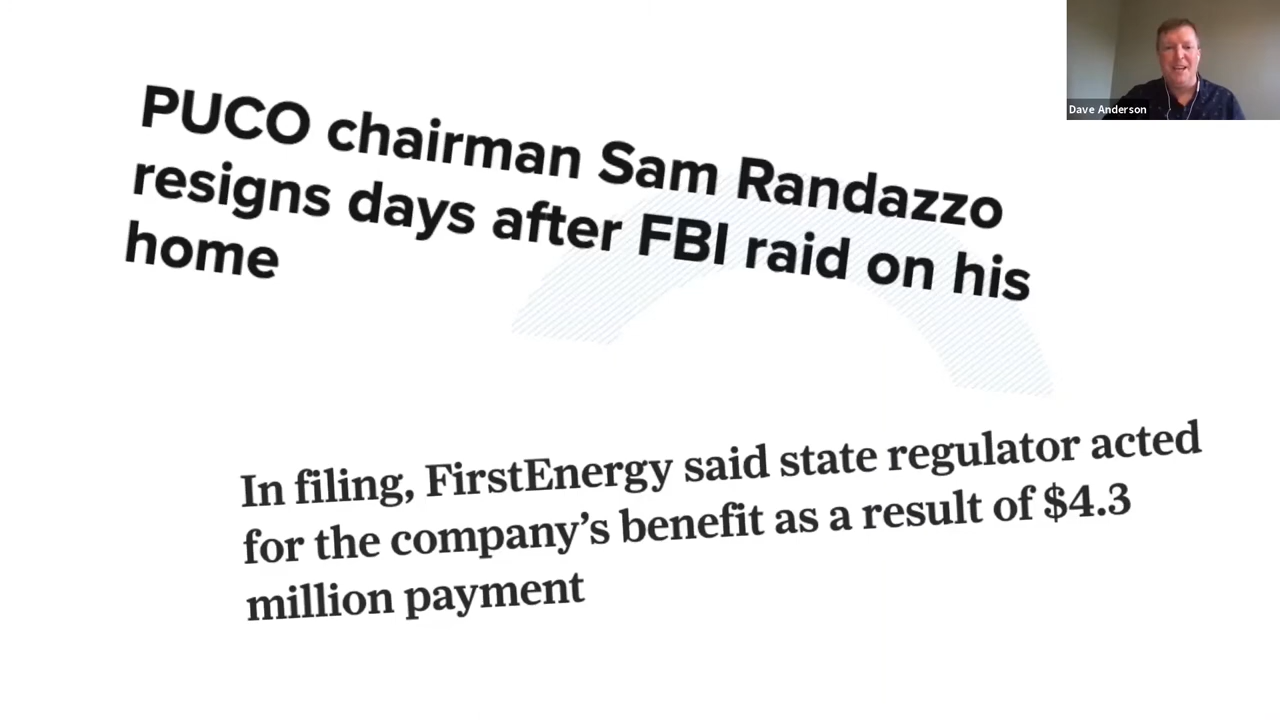 Dave Anderson
PUCO chairman Sam Randazzo
resigns days after FBI raid on his
home
In filing, FirstEnergy said state regulator acted
for the company’s benefit as a result of $4.3
million payment